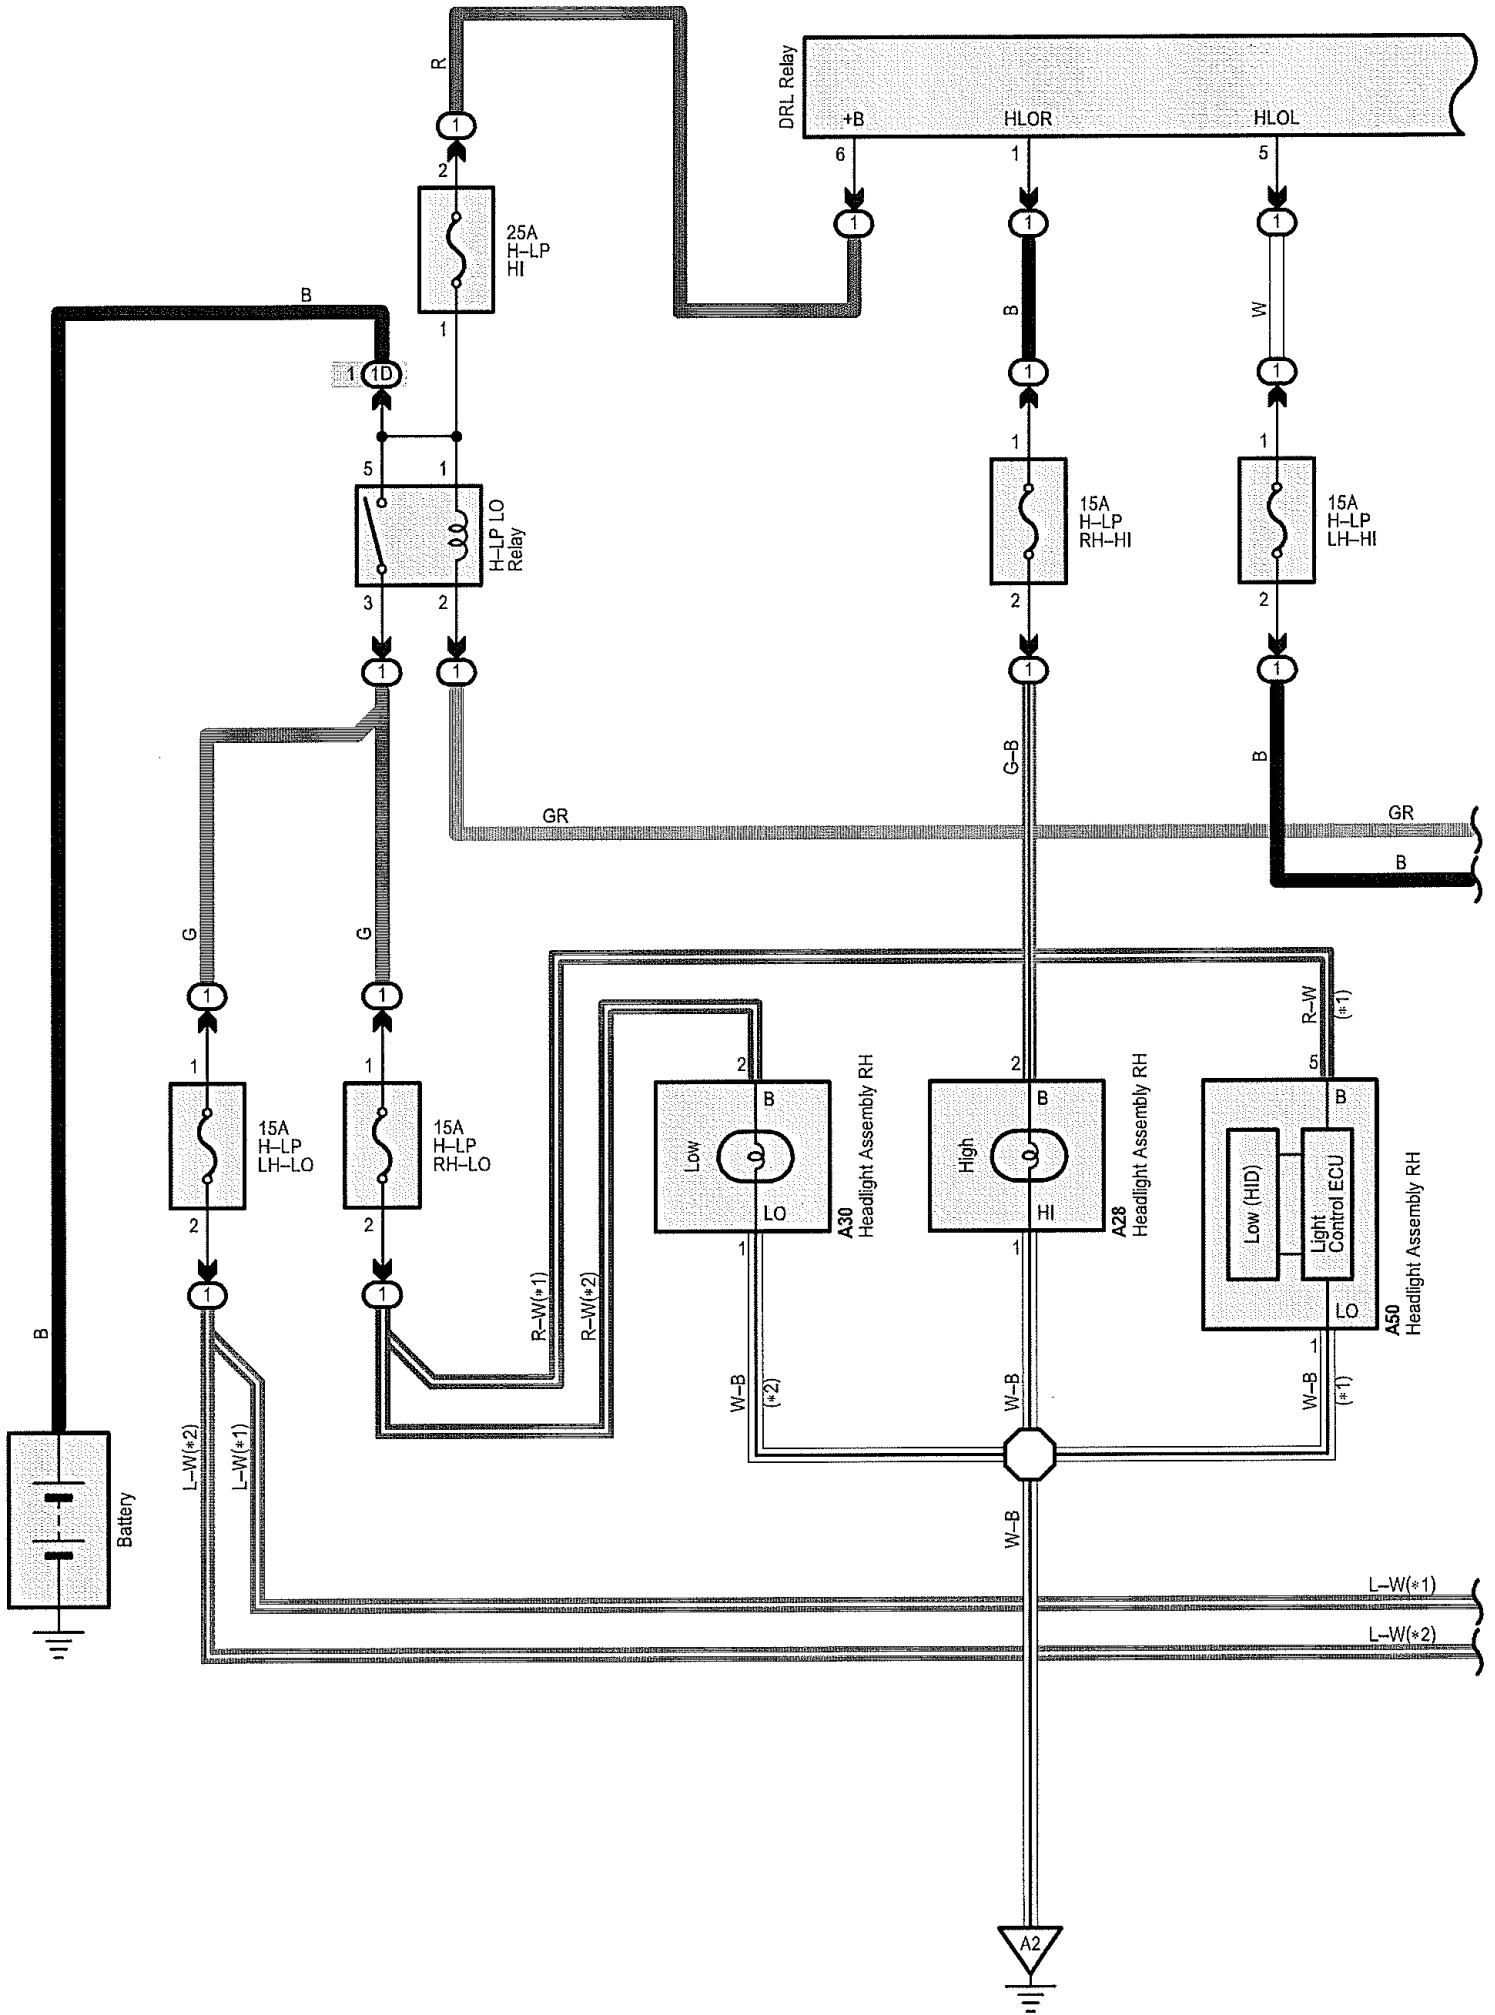 R
DRL Relay
+B
HLOR
HLOL
1
6
1
5
2
1
1
1
25A
H–LP
HI
B
B
W
1
1 1D
1
1
5
1
1
1
H–LP LO
Relay
15A
H–LP
RH–HI
15A
H–LP
LH–HI
3
2
2
2
1
1
1
1
G–B
B
GR
GR
B
G
G
1
1
R–W
(*1)
1
1
2
2
5
15A
H–LP
LH–LO
15A
H–LP
RH–LO
B
Low
LO
A30
Headlight Assembly RH
B
High
HI
A28
Headlight Assembly RH
B
Low (HID)
Light
Control ECU
LO
A50
Headlight Assembly RH
2
2
1
1
1
1
1
R–W(*1)
R–W(*2)
B
W–B
(*2)
W–B
W–B
(*1)
L–W(*2)
L–W(*1)
Battery
W–B
L–W(*1)
L–W(*2)
A2